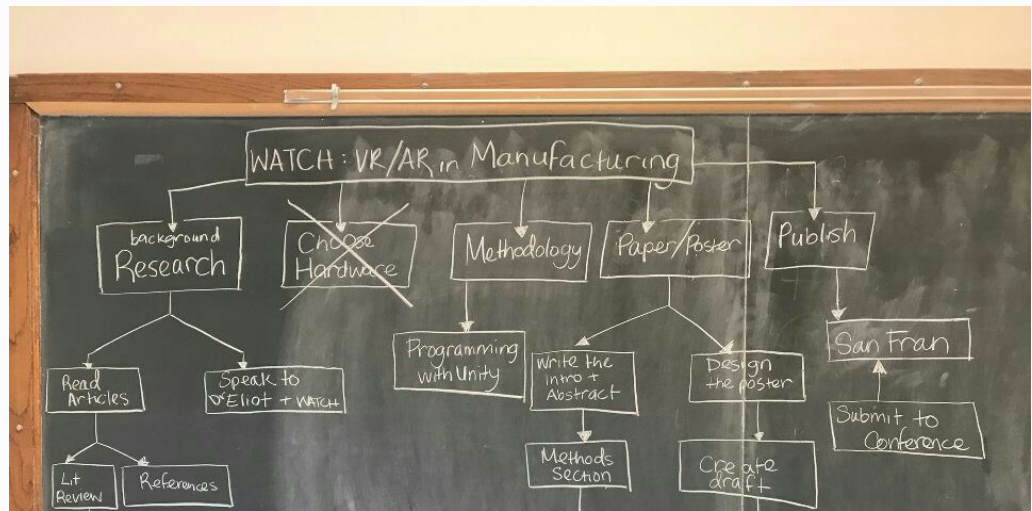 WATCH: VR/AR in Manufacturing
background
Research
Choose
Hardware
Methodology
Paper/Poster
Publish
Read
Articles
Speak to
Dr Eliot + WATCH
Programming
with Unity
Write the
intro +
Abstract
Design
the poster
San Fran
Submit to
Conference
Lit
Review
References
Methods
Section
Create
draft